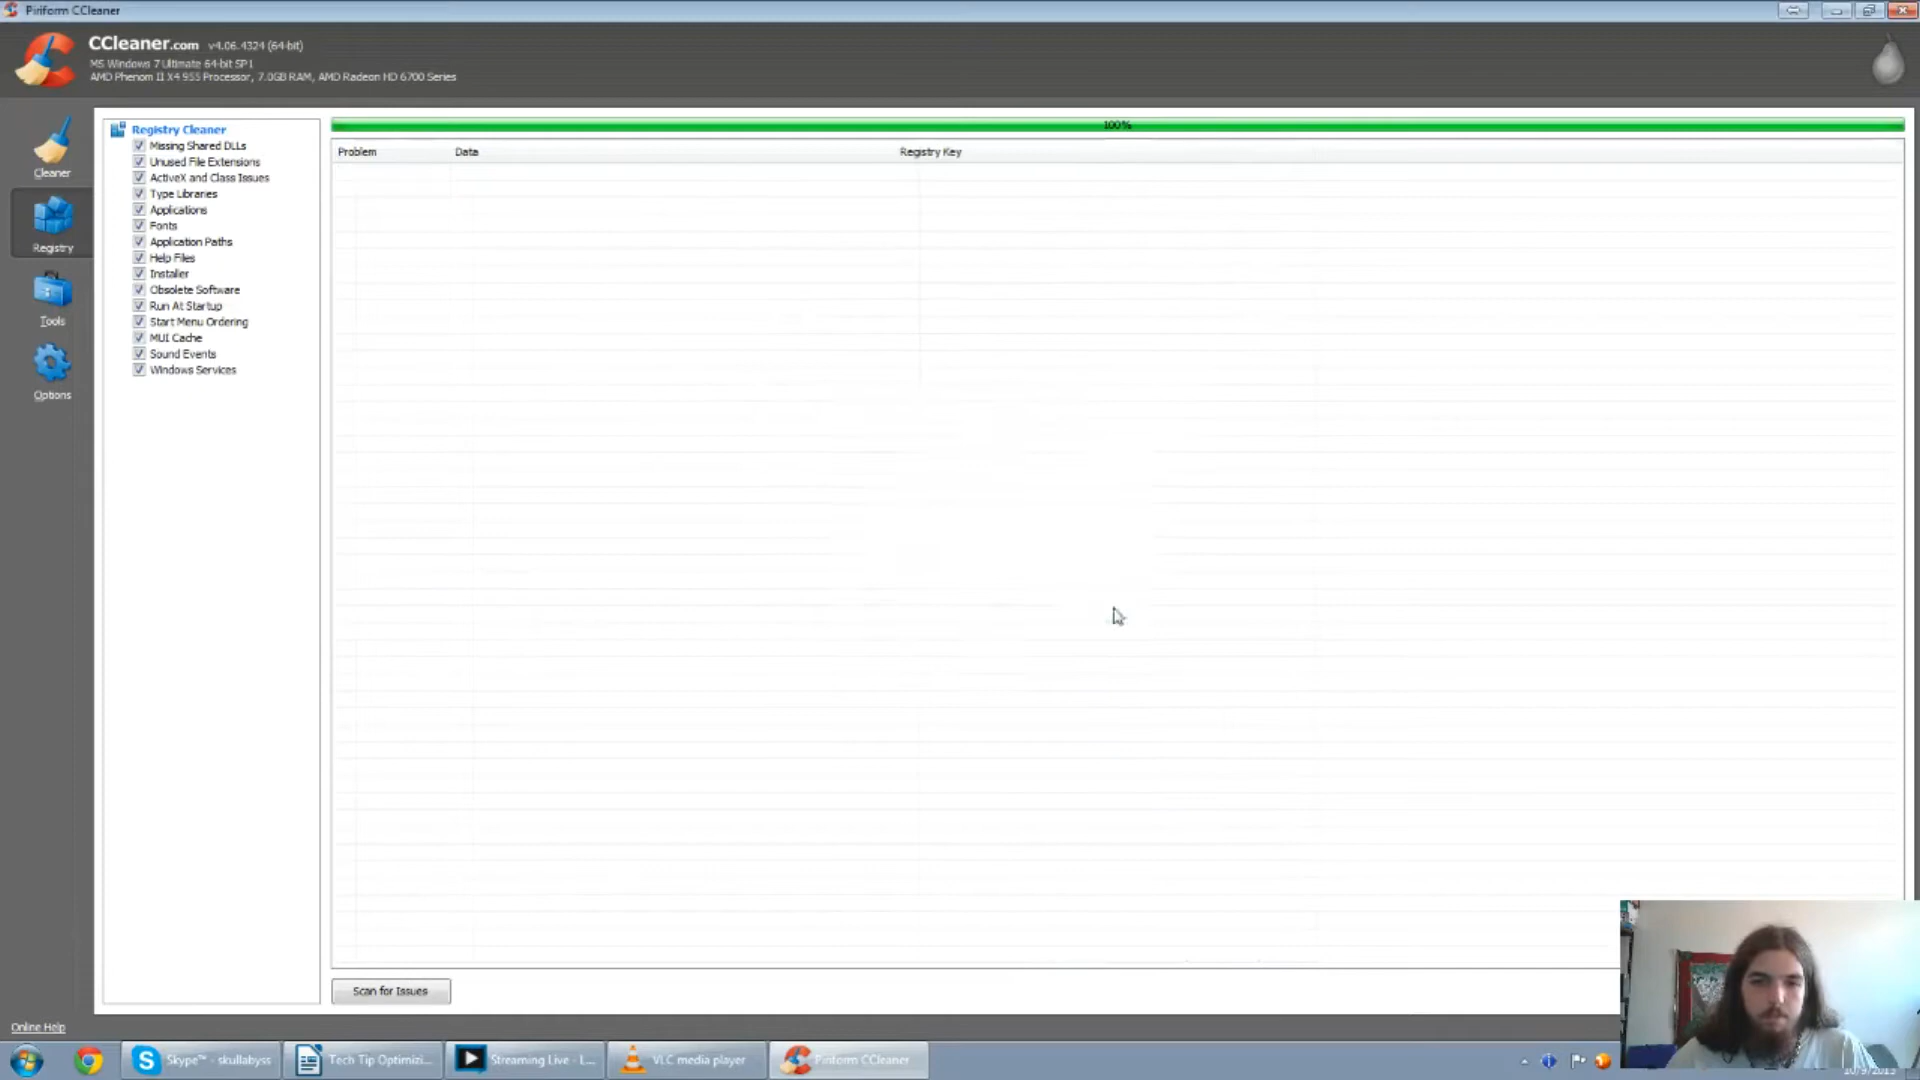 Piriform CCleaner
CCleaner.com v4.06.4324 (64-bit)
MS Windows 7 Ultimate 64-bit SP1
AMD Phenom II X4 955 Processor, 7.0GB RAM, AMD Radeon HD 6700 Series
Cleaner
Registry
Tools
Options
Registry Cleaner
Missing Shared DLLs
Unused File Extensions
ActiveX and Class Issues
Type Libraries
Applications
Fonts
Application Paths
Help Files
Installer
Obsolete Software
Run At Startup
Start Menu Ordering
MUI Cache
Sound Events
Windows Services
100%
Problem Data Registry Key
Scan for Issues
Online Help
Skype™ - skullabyss
Tech Tip Optimizi...
Streaming Live - L...
VLC media player
Piriform CCleaner